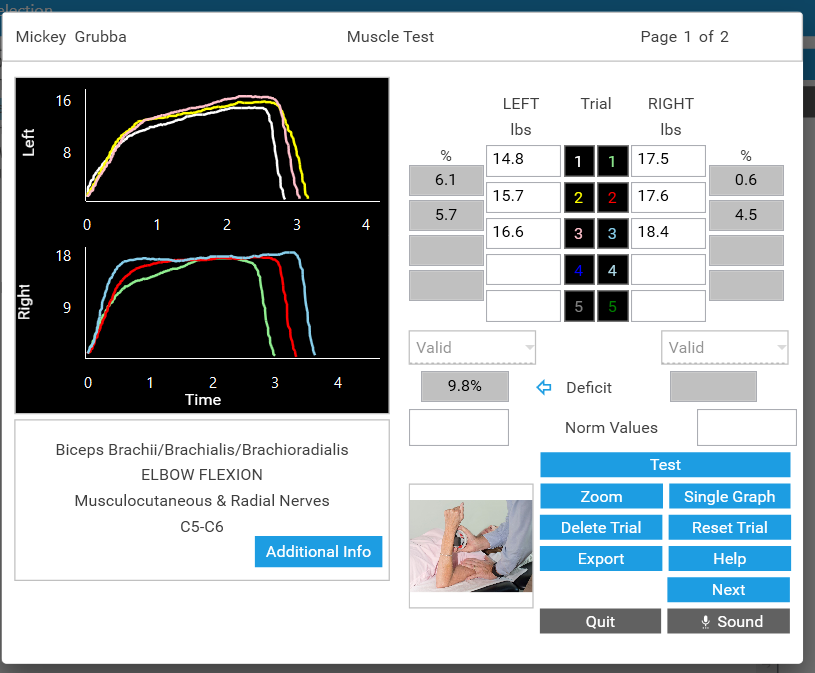 election
Mickey Grubba
Muscle Test
Page 1 of 2
Left
16
8
0 1 2 3 4
Right
18
9
0 1 2 3 4
Time
LEFT Trial RIGHT
lbs lbs
% %
14.8 1 1 17.5
6.1 0.6
15.7 2 2 17.6
5.7 4.5
16.6 3 3 18.4
4 4
5 5
Valid Valid
9.8% Deficit
Norm Values
Biceps Brachii/Brachialis/Brachioradialis
ELBOW FLEXION
Musculocutaneous & Radial Nerves
C5-C6
Additional Info
Test
Zoom Single Graph
Delete Trial Reset Trial
Export Help
Next
Quit Sound